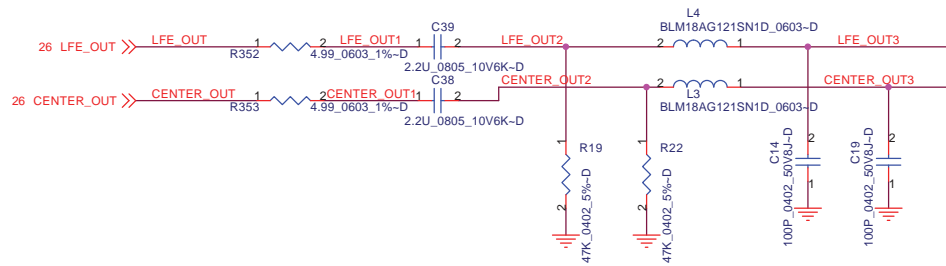 L4
BLM18AG121SN1D_0603~D
C39
26 LFE_OUT LFE_OUT 1 2 LFE_OUT1 1 2 LFE_OUT2 2 1 LFE_OUT3
R352 4.99_0603_1%~D
2.2U_0805_10V6K~D
C38
26 CENTER_OUT CENTER_OUT 1 2 CENTER_OUT1 1 2 CENTER_OUT2 2 1 CENTER_OUT3
R353 4.99_0603_1%~D
L3
BLM18AG121SN1D_0603~D
2.2U_0805_10V6K~D
1 R19 2
47K_0402_5%~D
1 R22 2
47K_0402_5%~D
2 C14 1
100P_0402_50V8J~D
2 C19 1
100P_0402_50V8J~D